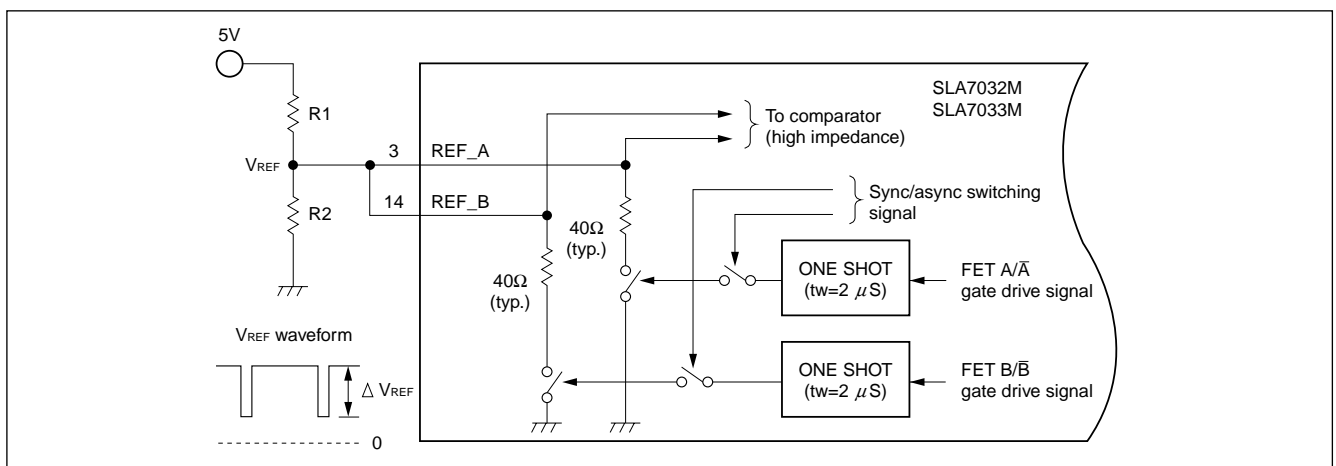 5V
R1
VREF
R2
3 REF_A
14 REF_B
SLA7032M
SLA7033M
To comparator
(high impedance)
Sync/async switching
signal
40Ω
(typ.)
40Ω
(typ.)
ONE SHOT
(tw=2 μS)
FET A/A̅
gate drive signal
ONE SHOT
(tw=2 μS)
FET B/B̅
gate drive signal
VREF waveform
△ VREF
0